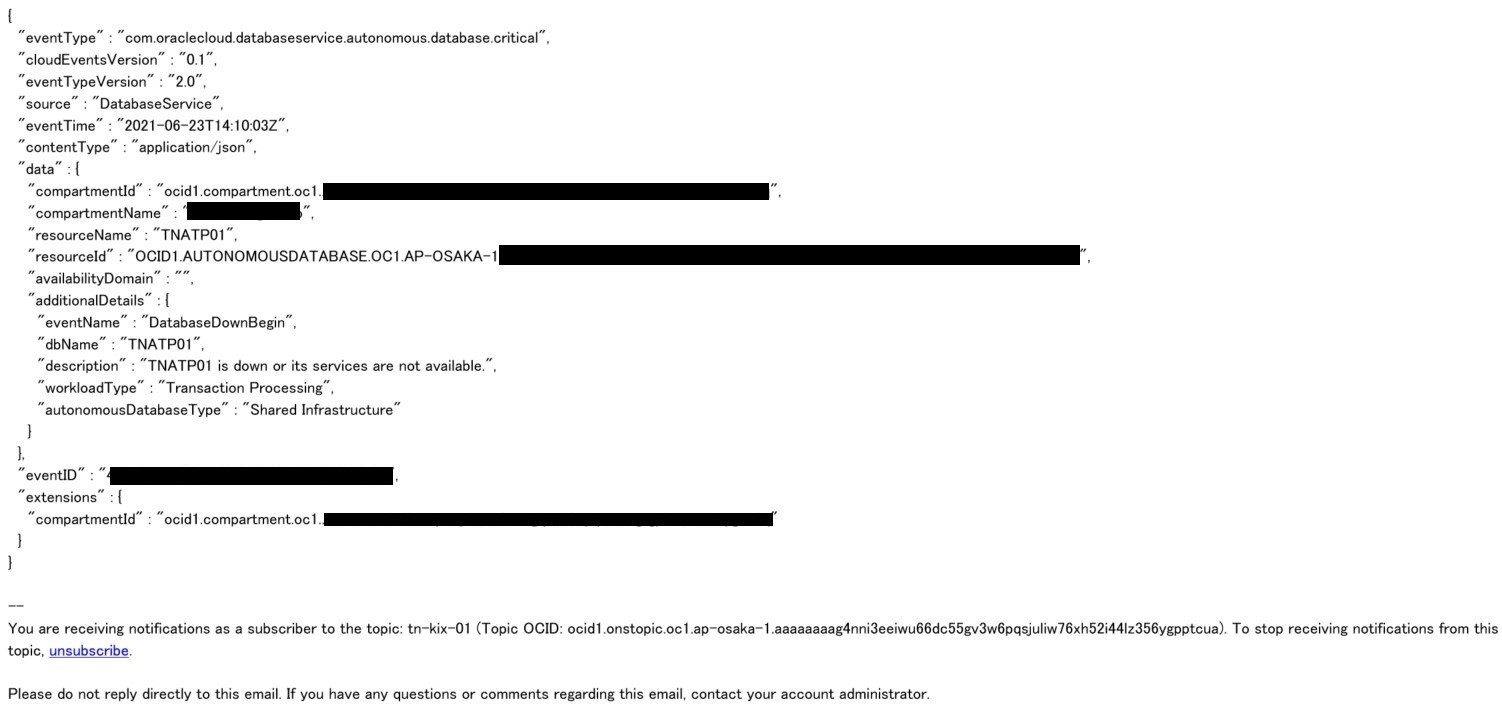 {
"eventType" : "com.oraclecloud.databaseservice.autonomous.database.critical",
"cloudEventsVersion" : "0.1",
"eventTypeVersion" : "2.0",
"source" : "DatabaseService",
"eventTime" : "2021-06-23T14:10:03Z",
"contentType" : "application/json",
"data" : {
"compartmentId" : "ocid1.compartment.oc1.. ",
"compartmentName" : " ",
"resourceName" : "TNATP01",
"resourceId" : "OCID1.AUTONOMOUSDATABASE.OC1.AP-OSAKA-1 ",
"availabilityDomain" : "",
"additionalDetails" : {
"eventName" : "DatabaseDownBegin",
"dbName" : "TNATP01",
"description" : "TNATP01 is down or its services are not available.",
"workloadType" : "Transaction Processing",
"autonomousDatabaseType" : "Shared Infrastructure"
}
},
"eventID" : " ,
"extensions" : {
"compartmentId" : "ocid1.compartment.oc1.. "
}
}
--
You are receiving notifications as a subscriber to the topic: tn-kix-01 (Topic OCID: ocid1.onstopic.oc1.ap-osaka-1.aaaaaaaag4nni3eeiwu66dc55gv3w6pqsjuliw76xh52i44lz356ygpptcua). To stop receiving notifications from this
topic, unsubscribe.
Please do not reply directly to this email. If you have any questions or comments regarding this email, contact your account administrator.